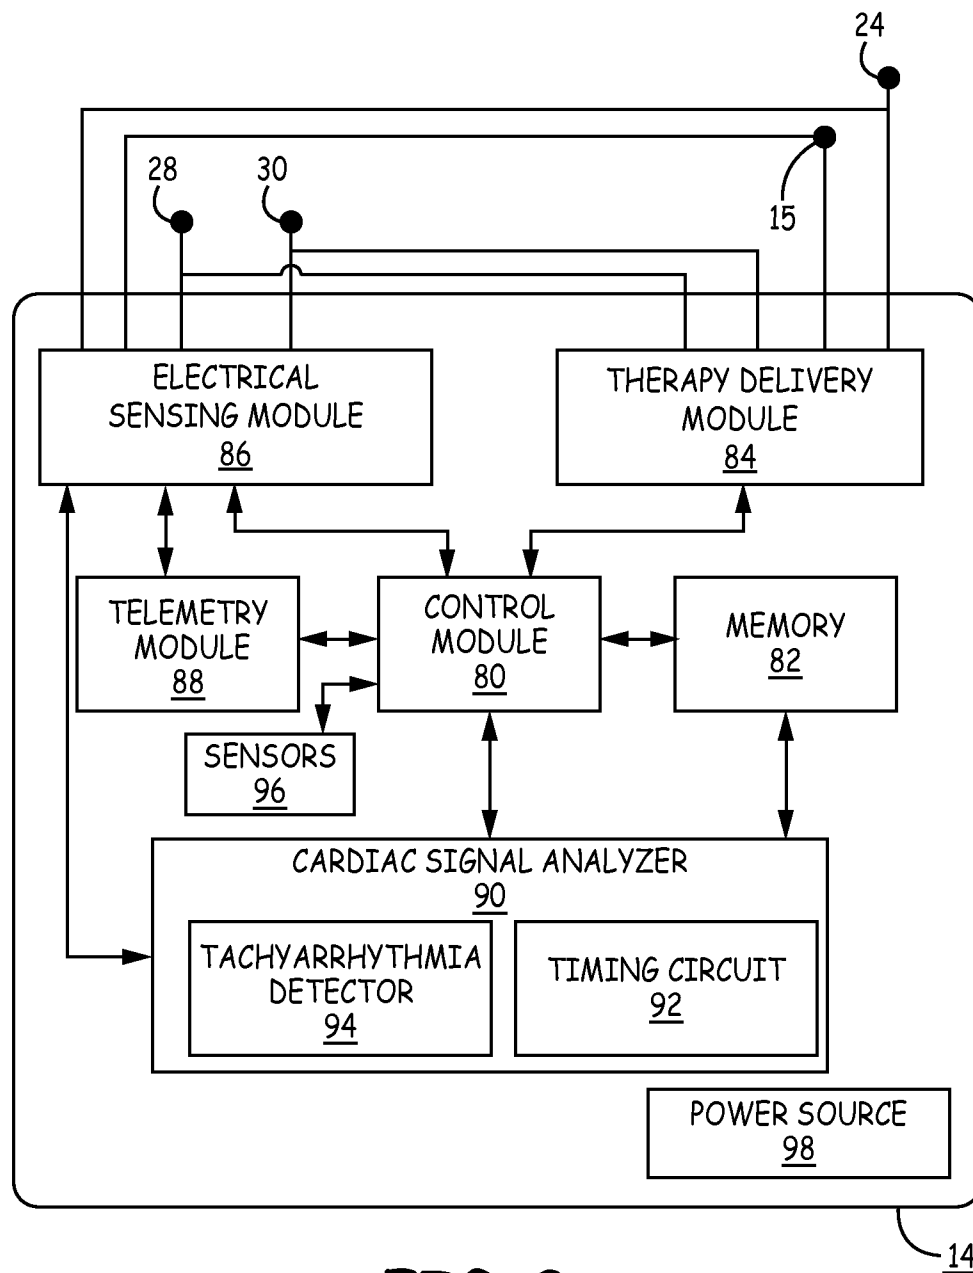 24
28
30
15
ELECTRICAL
SENSING MODULE
86
THERAPY DELIVERY
MODULE
84
TELEMETRY
MODULE
88
CONTROL
MODULE
80
MEMORY
82
SENSORS
96
CARDIAC SIGNAL ANALYZER
90
TACHYARRHYTHMIA
DETECTOR
94
TIMING CIRCUIT
92
POWER SOURCE
98
14